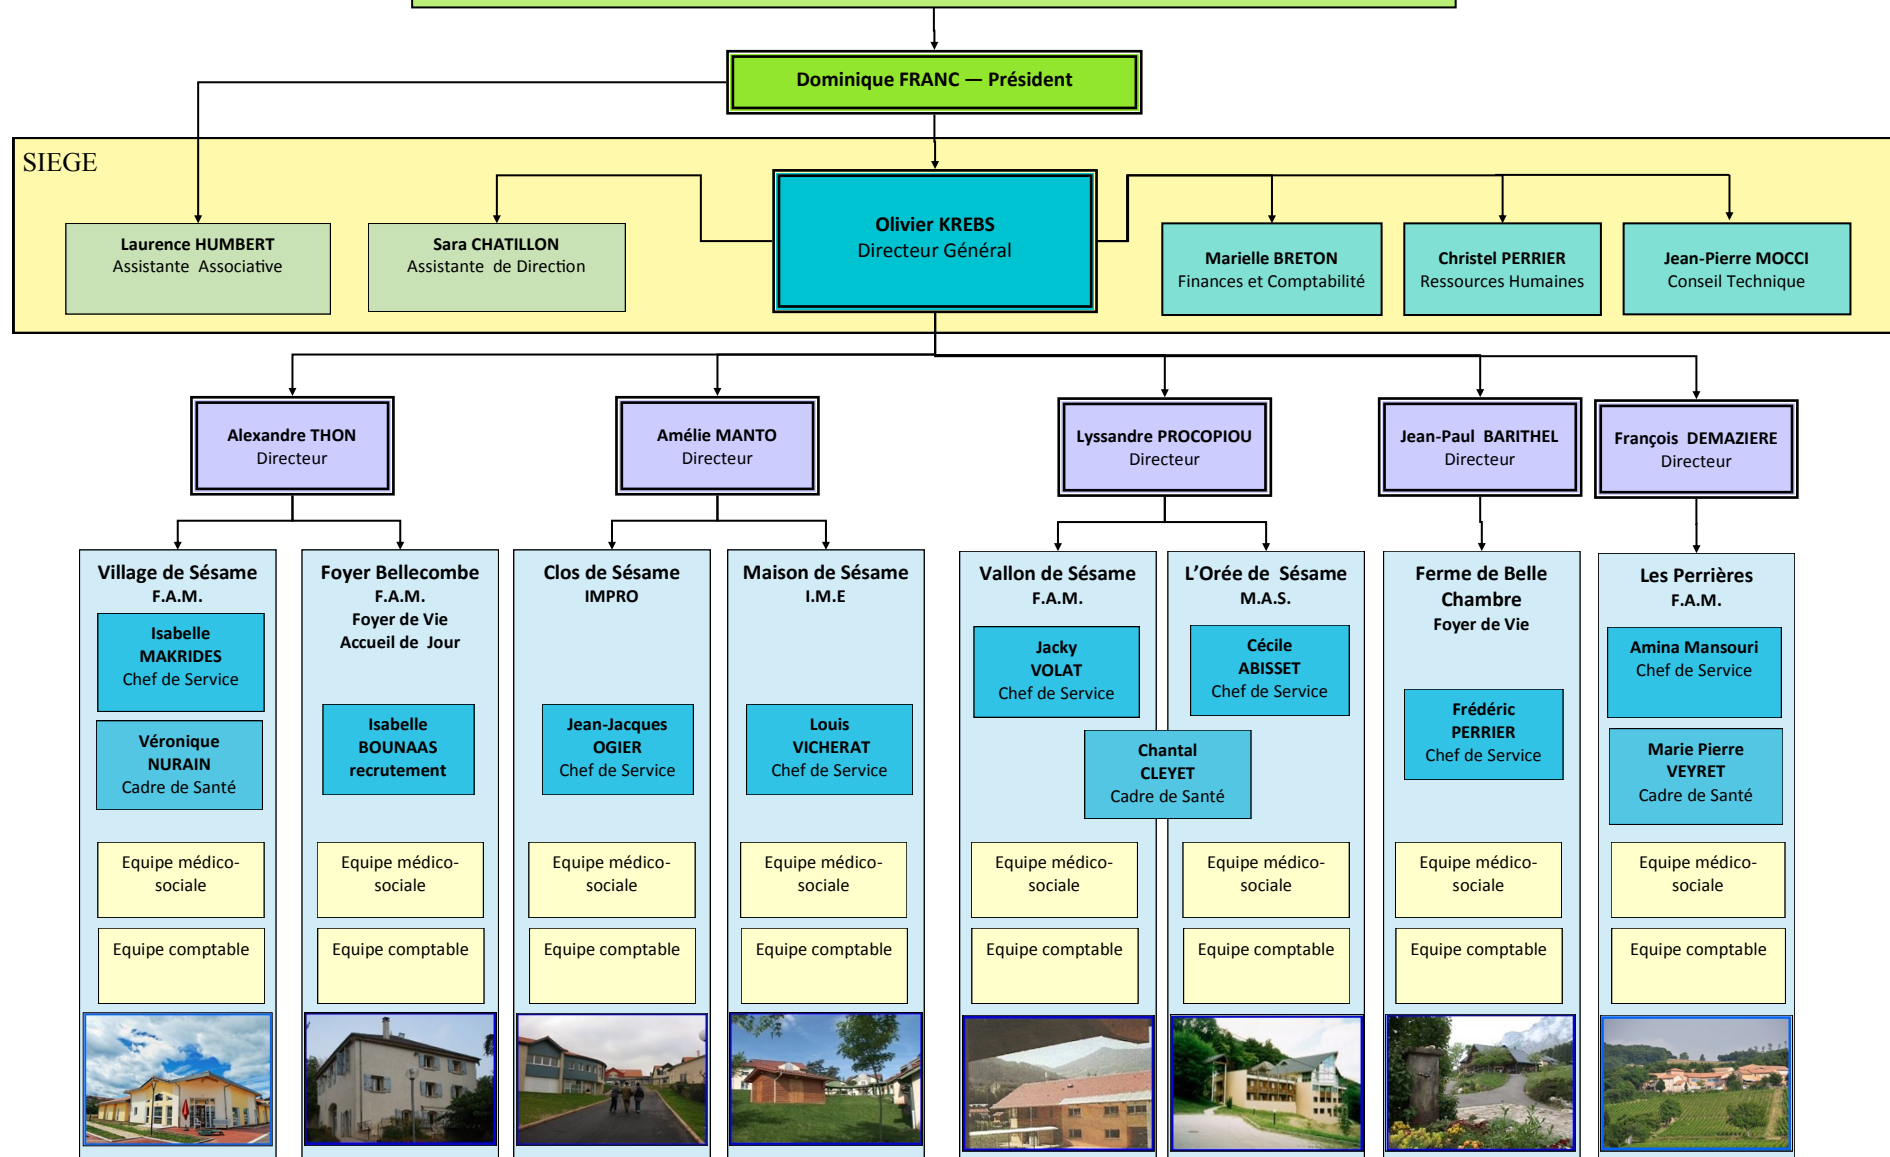 Dominique FRANC — Président
SIEGE
Laurence HUMBERT
Assistante Associative
Sara CHATILLON
Assistante de Direction
Olivier KREBS
Directeur Général
Marielle BRETON
Finances et Comptabilité
Christel PERRIER
Ressources Humaines
Jean-Pierre MOCCI
Conseil Technique
Alexandre THON
Directeur
Amélie MANTO
Directeur
Lyssandre PROCOPIOU
Directeur
Jean-Paul BARITHEL
Directeur
François DEMAZIERE
Directeur
Village de Sésame
F.A.M.
Isabelle
MAKRIDES
Chef de Service
Véronique
NURAIN
Cadre de Santé
Equipe médico-
sociale
Equipe comptable
Foyer Bellecombe
F.A.M.
Foyer de Vie
Accueil de Jour
Isabelle
BOUNAAS
recrutement
Equipe médico-
sociale
Equipe comptable
Clos de Sésame
IMPRO
Jean-Jacques
OGIER
Chef de Service
Equipe médico-
sociale
Equipe comptable
Maison de Sésame
I.M.E
Louis
VICHERAT
Chef de Service
Equipe médico-
sociale
Equipe comptable
Vallon de Sésame
F.A.M.
Jacky
VOLAT
Chef de Service
Chantal
CLEYET
Cadre de Santé
Equipe médico-
sociale
Equipe comptable
L'Orée de Sésame
M.A.S.
Cécile
ABISSET
Chef de Service
Equipe médico-
sociale
Equipe comptable
Ferme de Belle
Chambre
Foyer de Vie
Frédéric
PERRIER
Chef de Service
Equipe médico-
sociale
Equipe comptable
Les Perrières
F.A.M.
Amina Mansouri
Chef de Service
Marie Pierre
VEYRET
Cadre de Santé
Equipe médico-
sociale
Equipe comptable